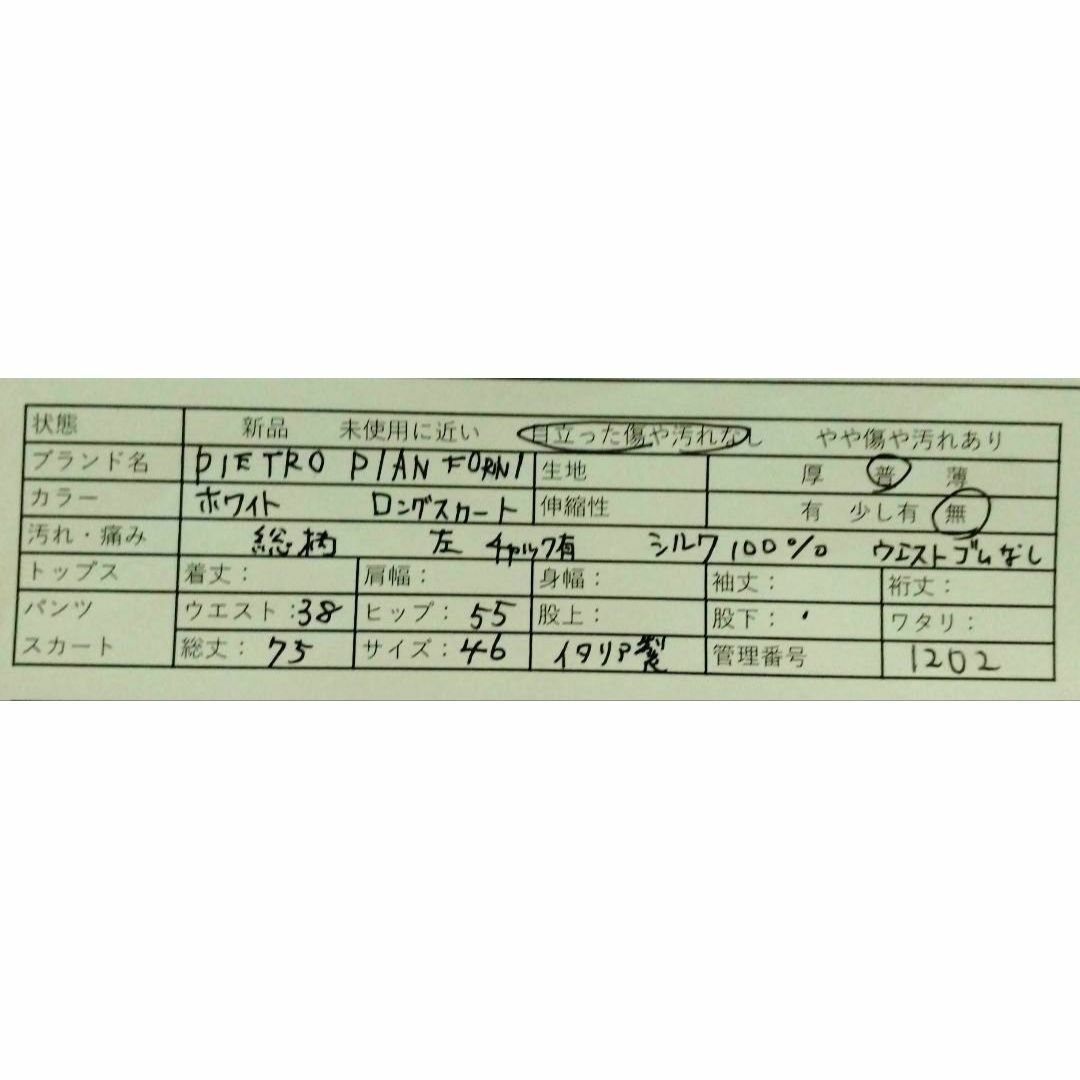 状態 新品 未使用に近い 目立った傷や汚れなし やや傷や汚れあり
ブランド名 PIETRO PIAN FORNI 生地 厚 普 薄
カラー ホワイト ロングスカート 伸縮性 有 少し有 無
汚れ・痛み 総柄 左 チャック有 シルク100% ウエストゴムなし
トップス 着丈： 肩幅： 身幅： 袖丈： 裄丈：
パンツ ウエスト：38 ヒップ：55 股上： 股下： ワタリ：
スカート 総丈：75 サイズ：46 イタリア製 管理番号 1202